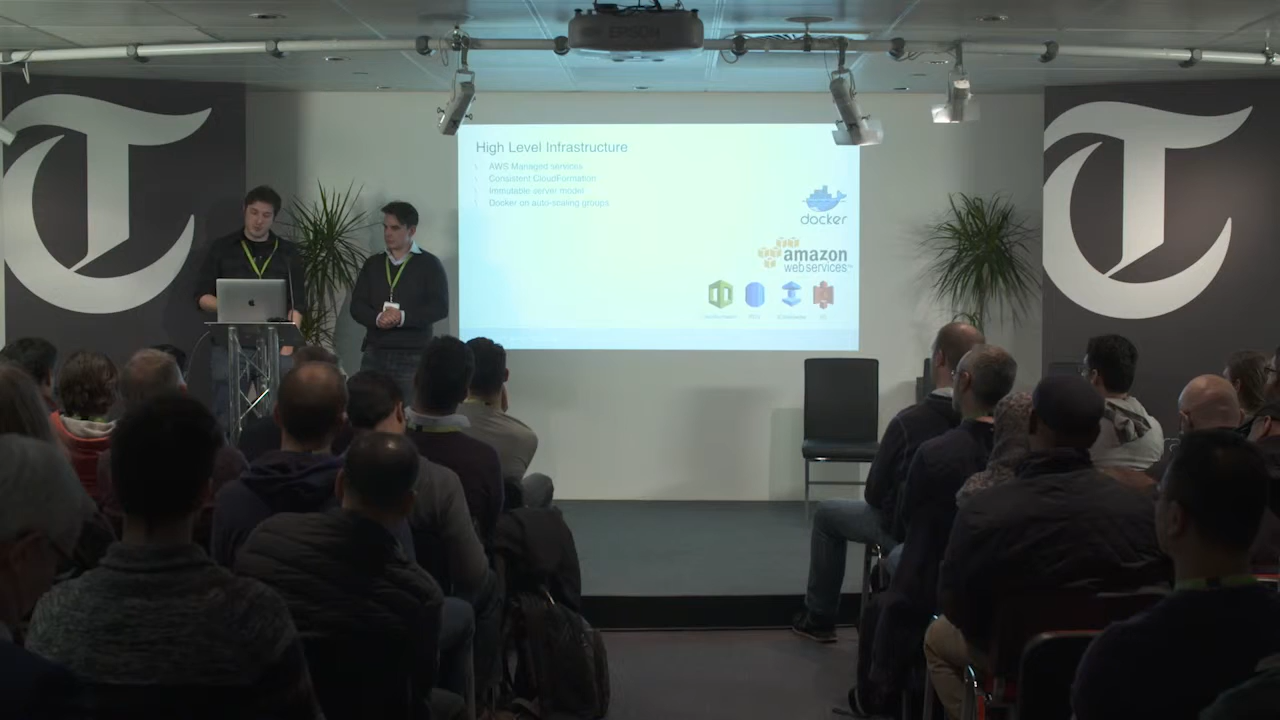 EPSON
High Level Infrastructure
AWS Managed services
Consistent CloudFormation
Immutable server model
Docker on auto-scaling groups
docker
amazon
web services
T
T